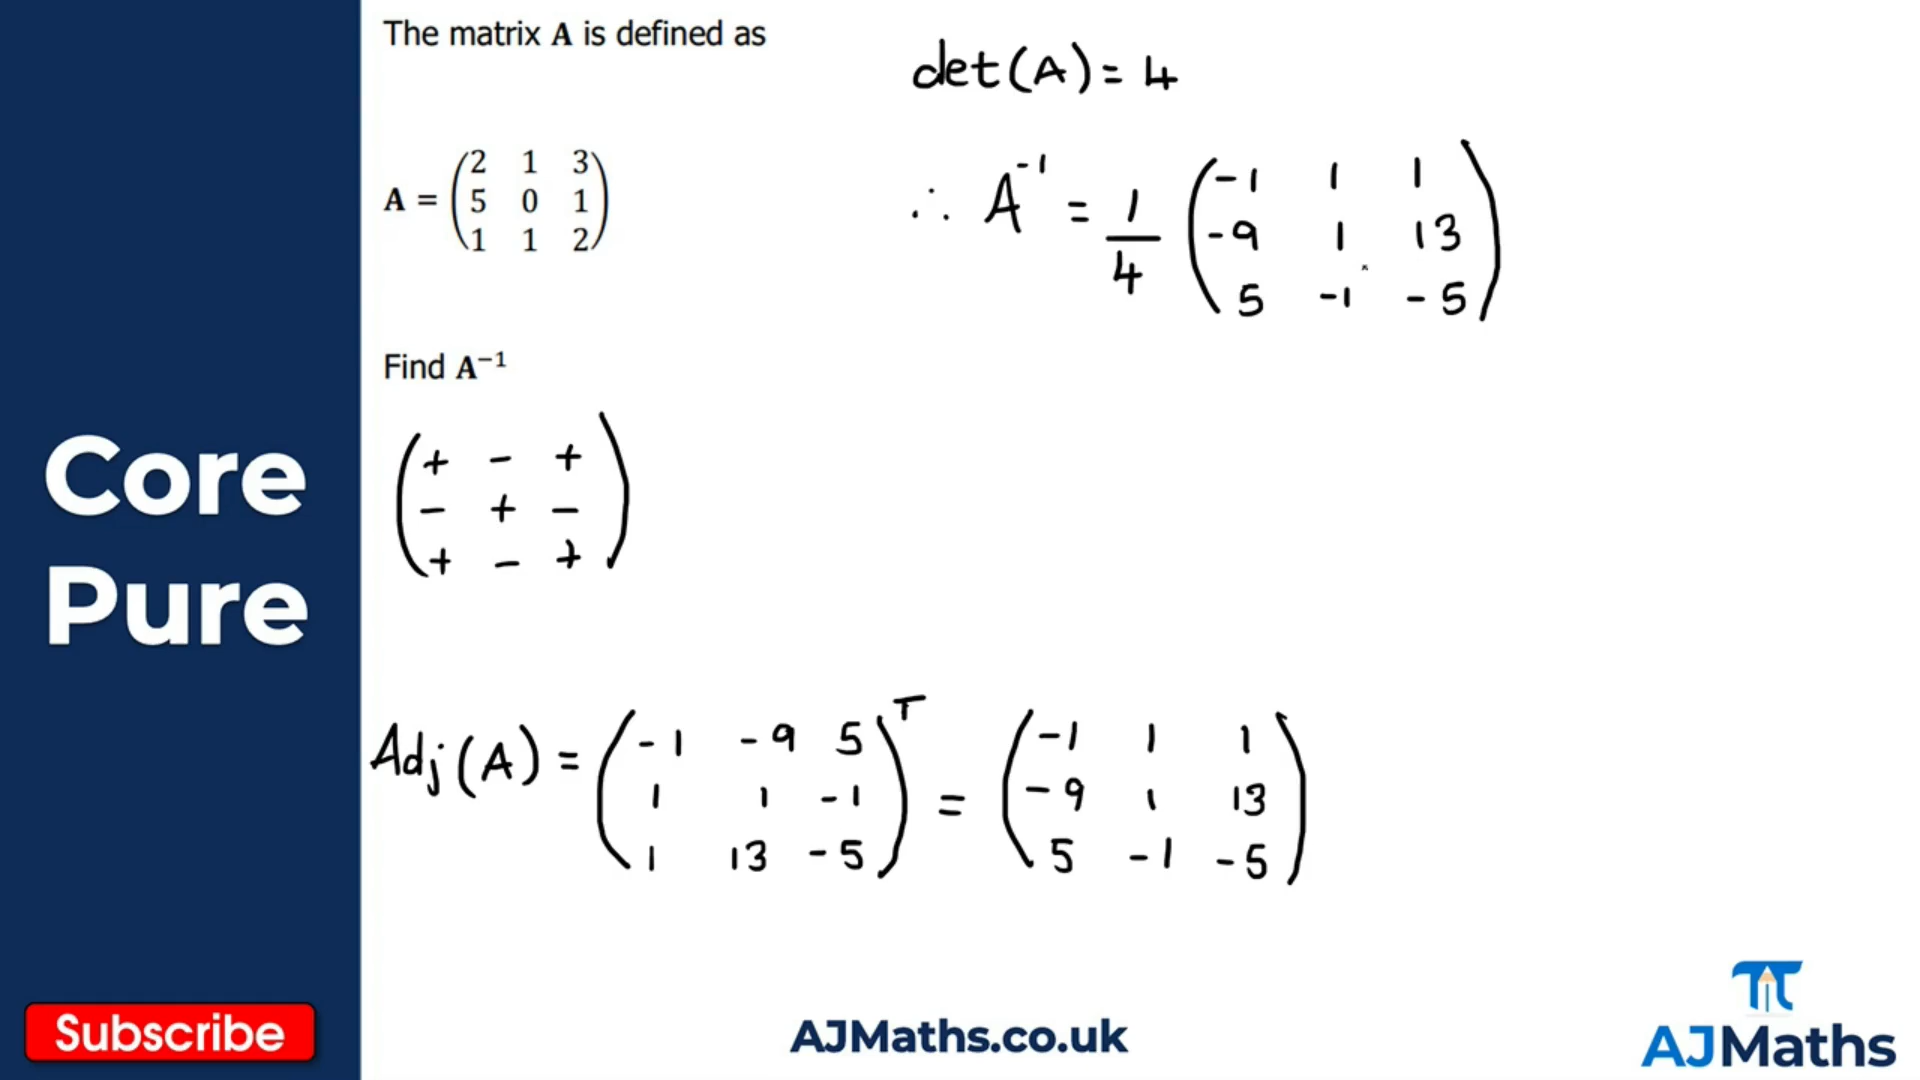 Core
Pure
Subscribe
The matrix A is defined as
A = (2 1 3
5 0 1
1 1 2)
Find A⁻¹
(+ - +
- + -
+ - +)
det(A) = 4
∴ A⁻¹ = 1/4 (-1 1 1
-9 1 13
5 -1 -5)
Adj(A) = (-1 -9 5
1 1 -1
1 13 -5)ᵀ = (-1 1 1
-9 1 13
5 -1 -5)
AJMaths.co.uk
AJMaths